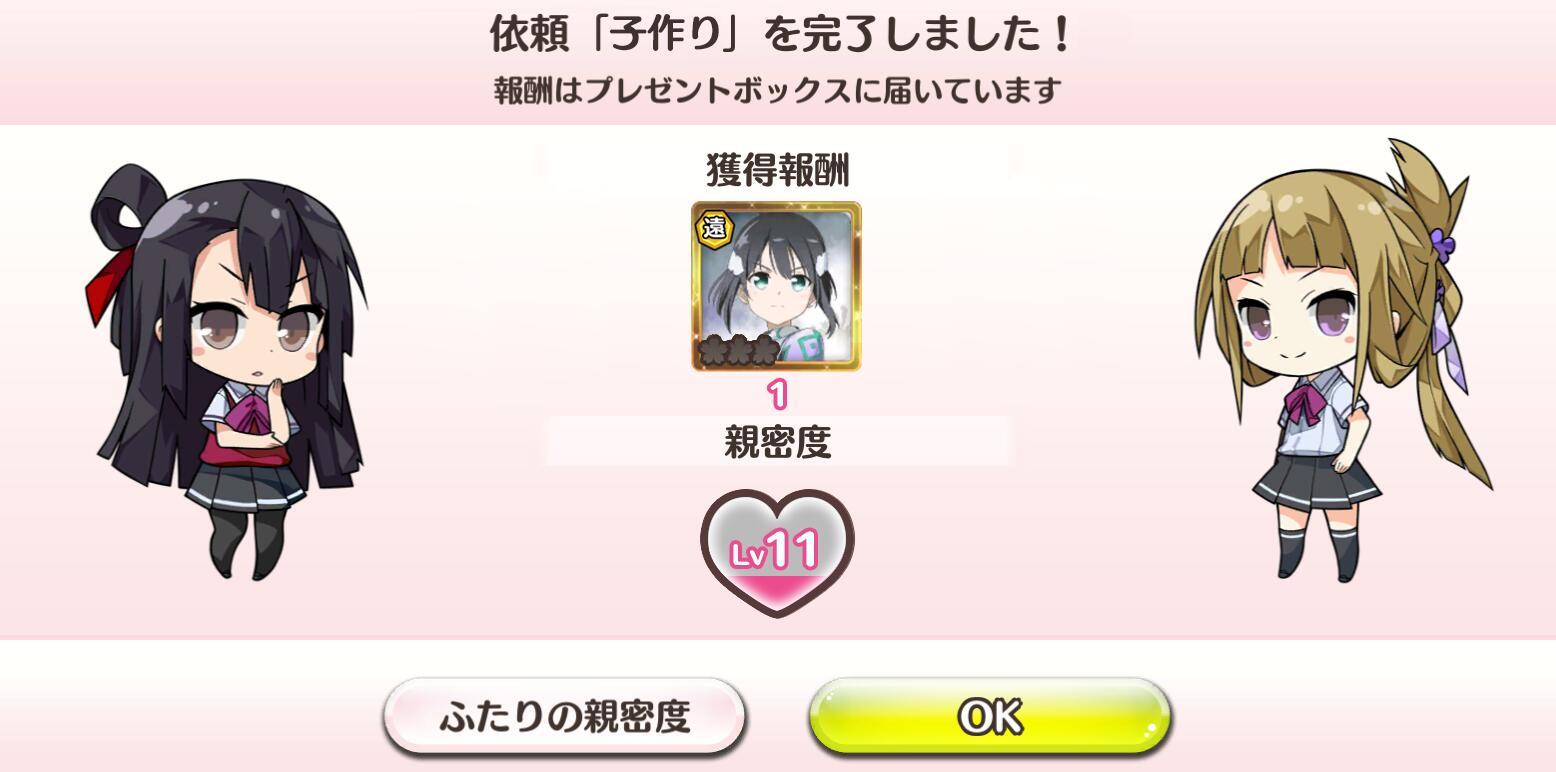 依頼「子作り」を完了しました！
報酬はプレゼントボックスに届いています
獲得報酬
遠
1
親密度
Lv11
ふたりの親密度
OK